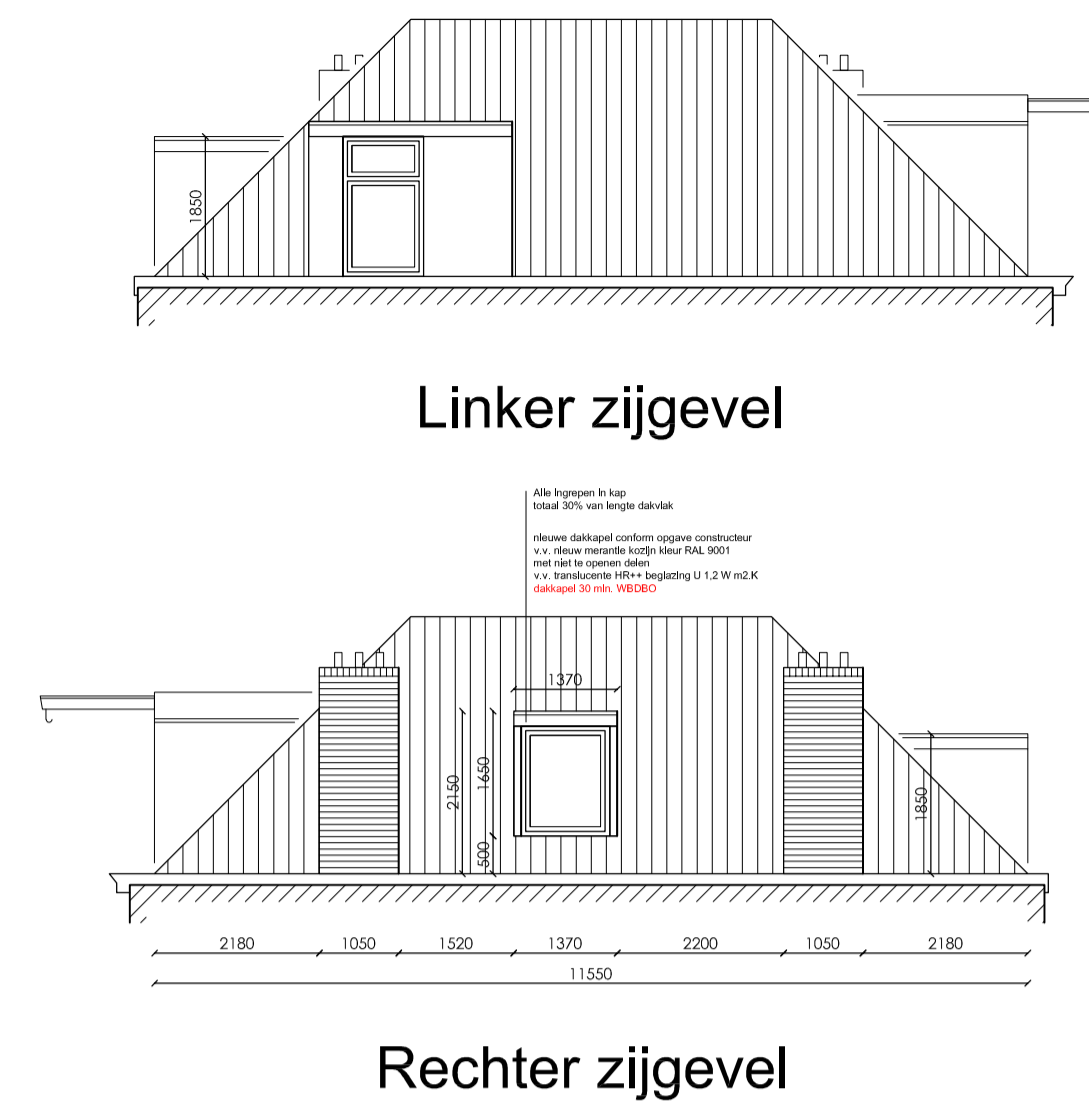 1850
Linker zijgevel
Alle Ingrepen In kap
totaal 30% van lengte dakvlak
nieuwe dakkapel conform opgave constructeur
v.v. nieuw merantie kozijn kleur RAL 9001
met niet te openen delen
v.v. translucente HR++ beglazing U 1,2 W m2.K
dakkapel 30 min. WBDBO
1370
2150
1650
500
1850
2180 1050 1520 1370 2200 1050 2180
11550
Rechter zijgevel